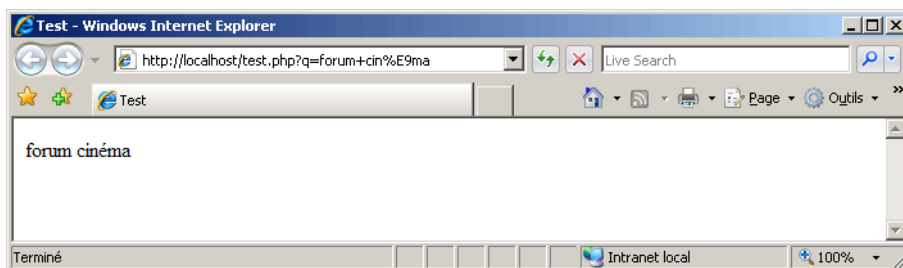 Test - Windows Internet Explorer
http://localhost/test.php?q=forum+cin%E9ma
Live Search
Test
Page
Outils
forum cinéma
Terminé
Intranet local
100%